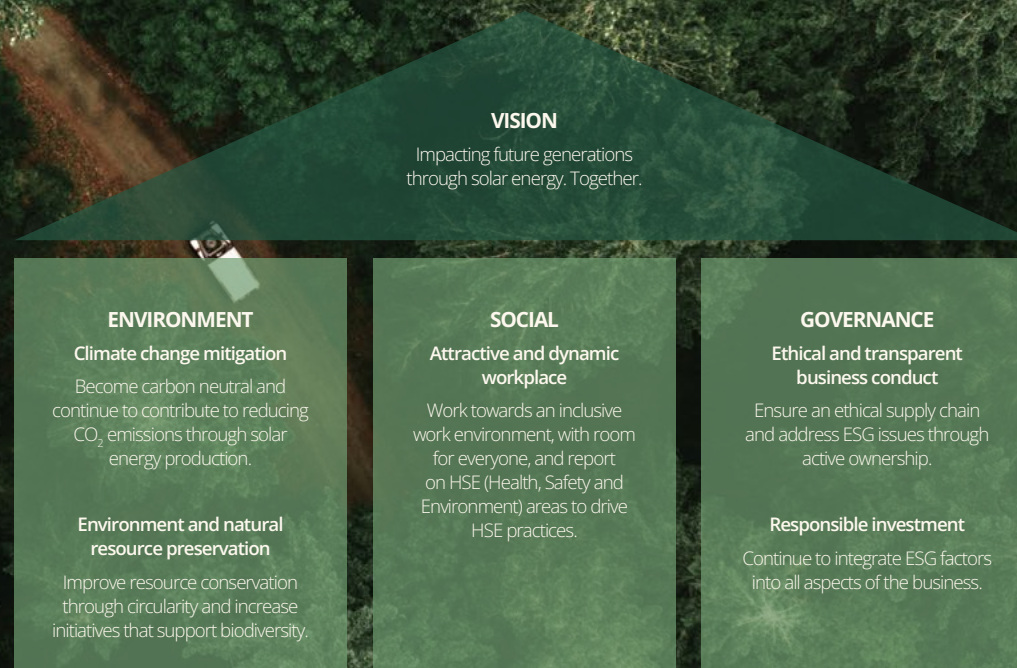 VISION
Impacting future generations
through solar energy. Together.
ENVIRONMENT
Climate change mitigation
Become carbon neutral and
continue to contribute to reducing
CO₂ emissions through solar
energy production.
Environment and natural
resource preservation
Improve resource conservation
through circularity and increase
initiatives that support biodiversity.
SOCIAL
Attractive and dynamic
workplace
Work towards an inclusive
work environment, with room
for everyone, and report
on HSE (Health, Safety and
Environment) areas to drive
HSE practices.
GOVERNANCE
Ethical and transparent
business conduct
Ensure an ethical supply chain
and address ESG issues through
active ownership.
Responsible investment
Continue to integrate ESG factors
into all aspects of the business.